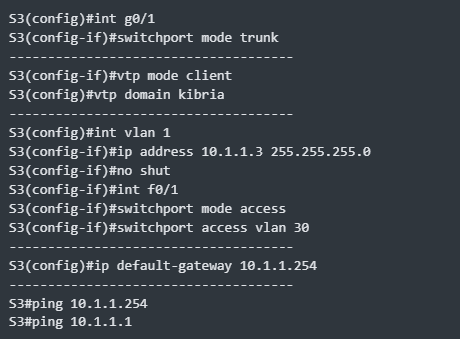 S3(config)#int g0/1
S3(config-if)#switchport mode trunk
-------------------------------------
S3(config)#vtp mode client
S3(config)#vtp domain kibria
-------------------------------------
S3(config)#int vlan 1
S3(config-if)#ip address 10.1.1.3 255.255.255.0
S3(config-if)#no shut
S3(config-if)#int f0/1
S3(config-if)#switchport mode access
S3(config-if)#switchport access vlan 30
-------------------------------------
S3(config)#ip default-gateway 10.1.1.254
-------------------------------------
S3#ping 10.1.1.254
S3#ping 10.1.1.1